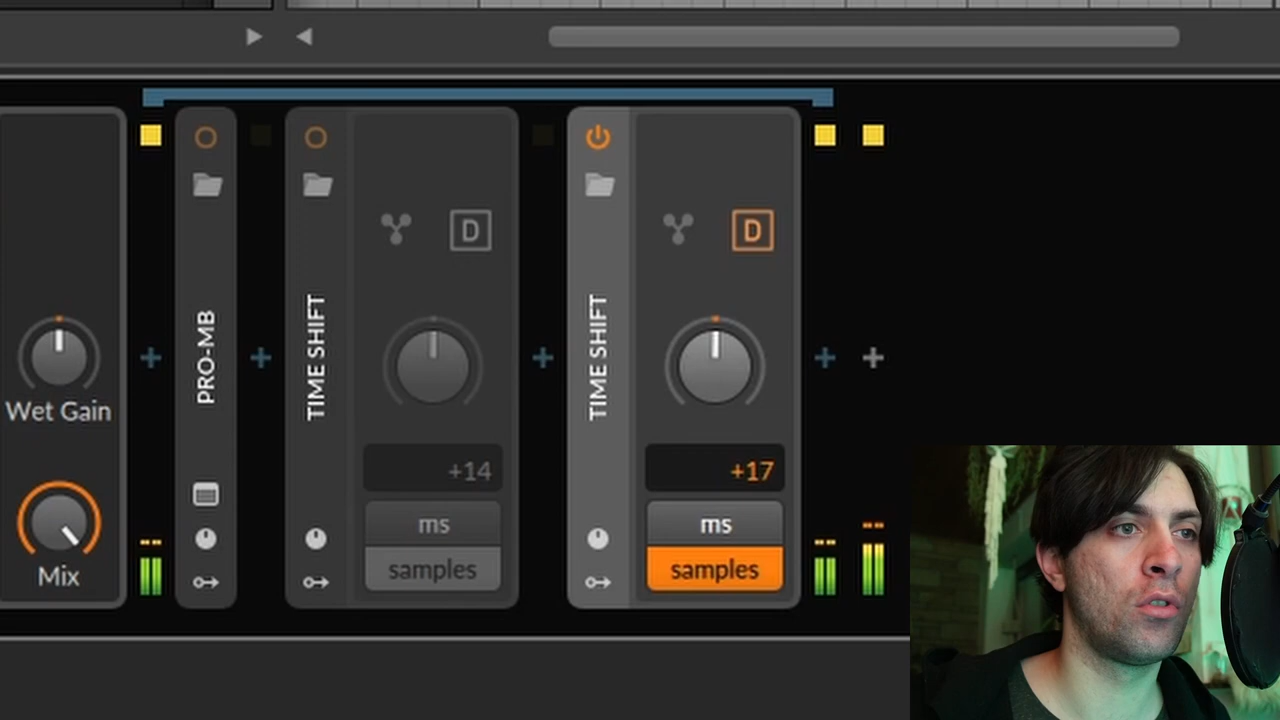 Wet Gain
Mix
PRO-MB
TIME SHIFT
D
+14
ms
samples
TIME SHIFT
D
+17
ms
samples